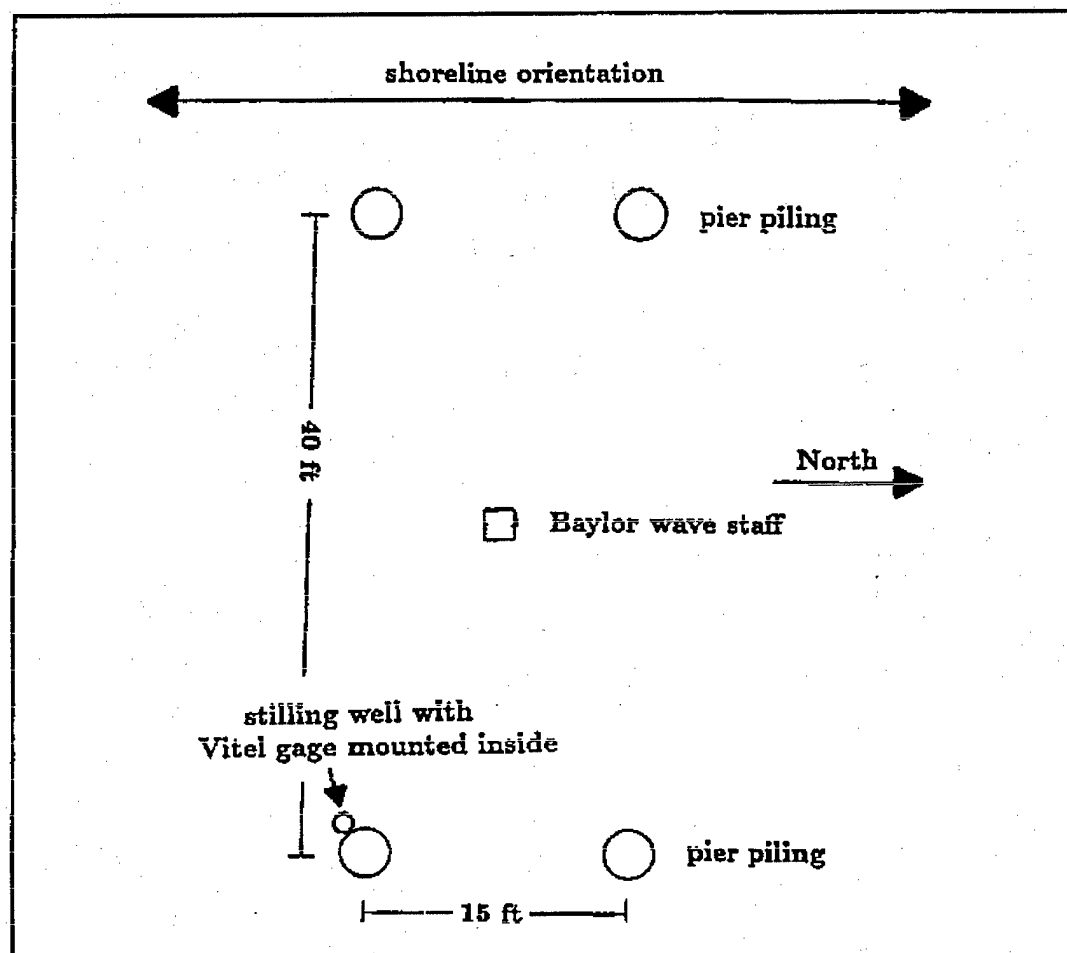 shoreline orientation
pier piling
40 ft
North
Baylor wave staff
stilling well with
Vitel gage mounted inside
pier piling
15 ft